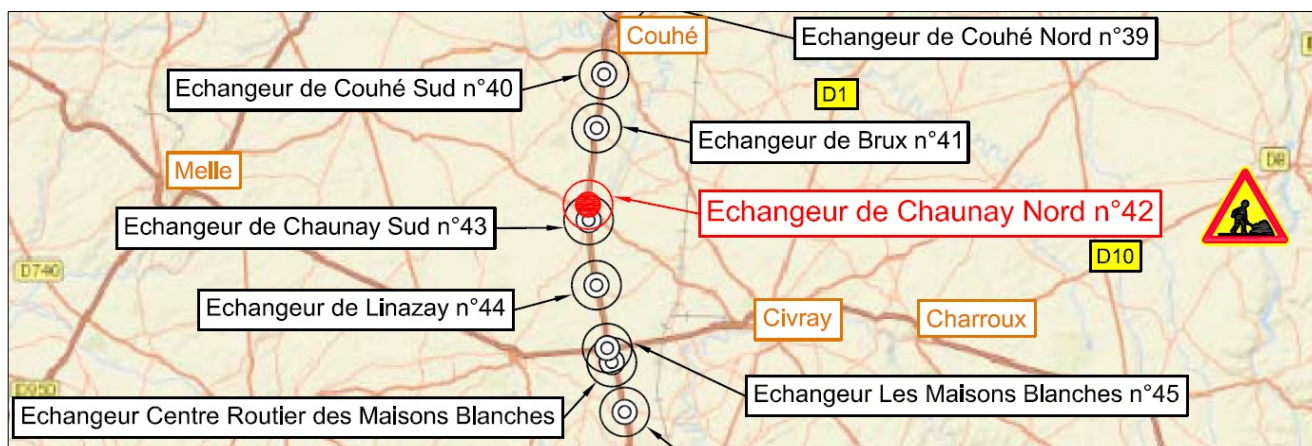 Couhé
Echangeur de Couhé Nord n°39
Echangeur de Couhé Sud n°40
D1
Echangeur de Brux n°41
Melle
D8
Echangeur de Chaunay Nord n°42
Echangeur de Chaunay Sud n°43
D10
D740
Echangeur de Linazay n°44
Civray
Charroux
D950
Echangeur Les Maisons Blanches n°45
Echangeur Centre Routier des Maisons Blanches